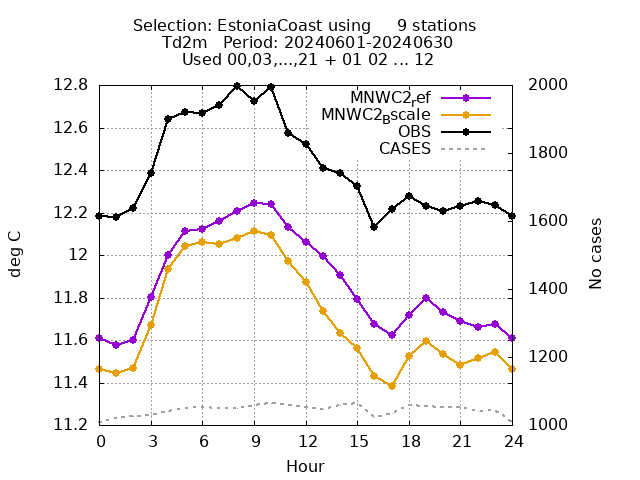 Selection: EstoniaCoast using 9 stations
Td2m Period: 20240601-20240630
Used 00,03,...,21 + 01 02 ... 12
12.8
12.6
12.4
12.2
12
11.8
11.6
11.4
11.2
deg C
MNWC2ref
MNWC2Bscale
OBS
CASES
2000
1800
1600
1400
1200
1000
No cases
0 3 6 9 12 15 18 21 24
Hour